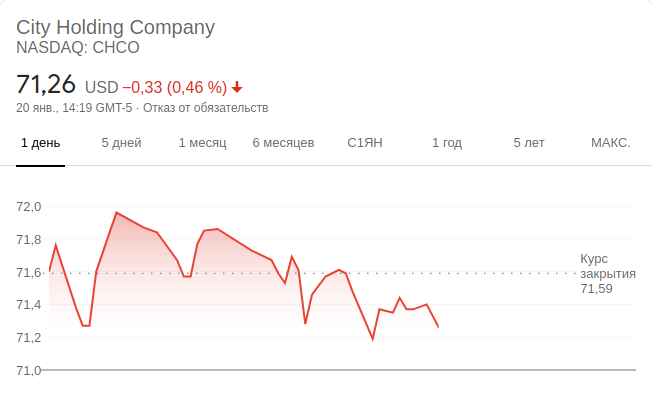 City Holding Company
NASDAQ: CHCO
71,26 USD −0,33 (0,46 %)
20 янв., 14:19 GMT-5 · Отказ от обязательств
1 день 5 дней 1 месяц 6 месяцев С1ЯН 1 год 5 лет МАКС.
72,0
71,8
71,6
71,4
71,2
71,0
Курс
закрытия
71,59